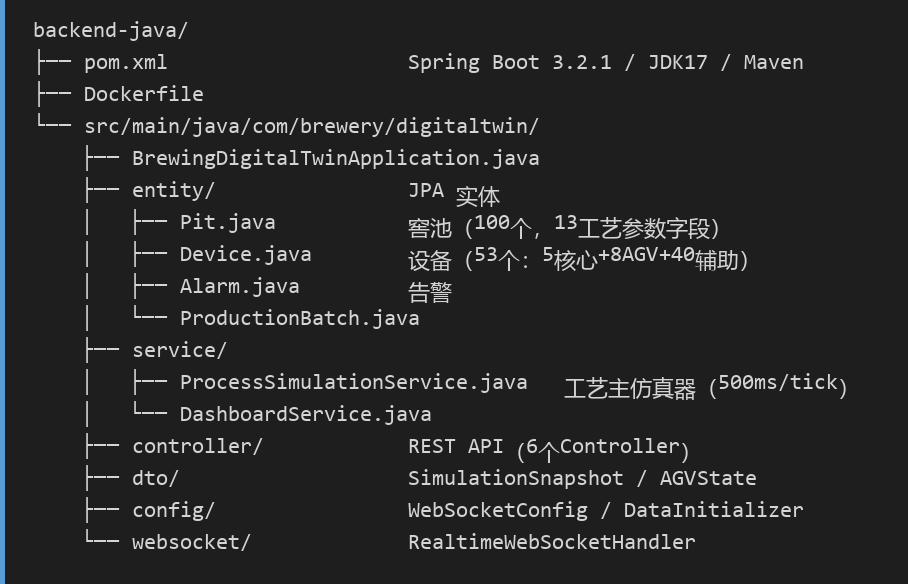 backend-java/
├── pom.xml                    Spring Boot 3.2.1 / JDK17 / Maven
├── Dockerfile
└── src/main/java/com/brewery/digitaltwin/
    ├── BrewingDigitalTwinApplication.java
    ├── entity/                JPA 实体
    │   ├── Pit.java           窖池（100个，13工艺参数字段）
    │   ├── Device.java        设备（53个：5核心+8AGV+40辅助）
    │   ├── Alarm.java         告警
    │   └── ProductionBatch.java
    ├── service/
    │   ├── ProcessSimulationService.java   工艺主仿真器（500ms/tick）
    │   └── DashboardService.java
    ├── controller/            REST API（6个Controller）
    ├── dto/                   SimulationSnapshot / AGVState
    ├── config/                WebSocketConfig / DataInitializer
    └── websocket/             RealtimeWebSocketHandler